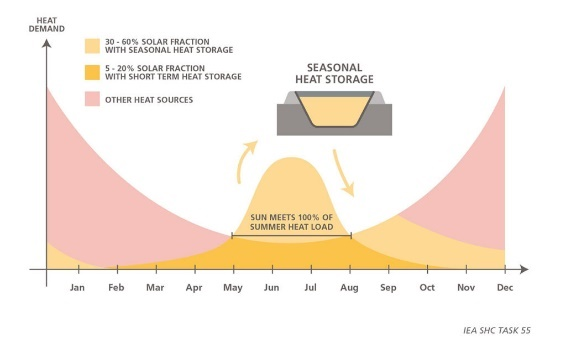 HEAT
DEMAND
30 - 60% SOLAR FRACTION
WITH SEASONAL HEAT STORAGE
5 - 20% SOLAR FRACTION
WITH SHORT TERM HEAT STORAGE
OTHER HEAT SOURCES
SEASONAL
HEAT STORAGE
SUN MEETS 100% OF
SUMMER HEAT LOAD
Jan Feb Mar Apr May Jun Jul Aug Sep Oct Nov Dec
IEA SHC TASK 55